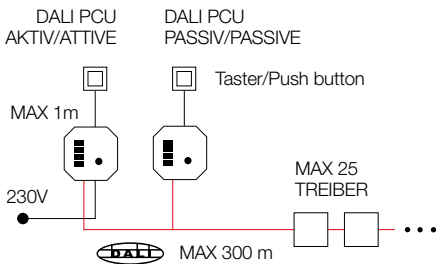 DALI PCU
AKTIV/ATTIVE
DALI PCU
PASSIV/PASSIVE
Taster/Push button
MAX 1m
MAX 25
TREIBER
230V
DALI
MAX 300 m